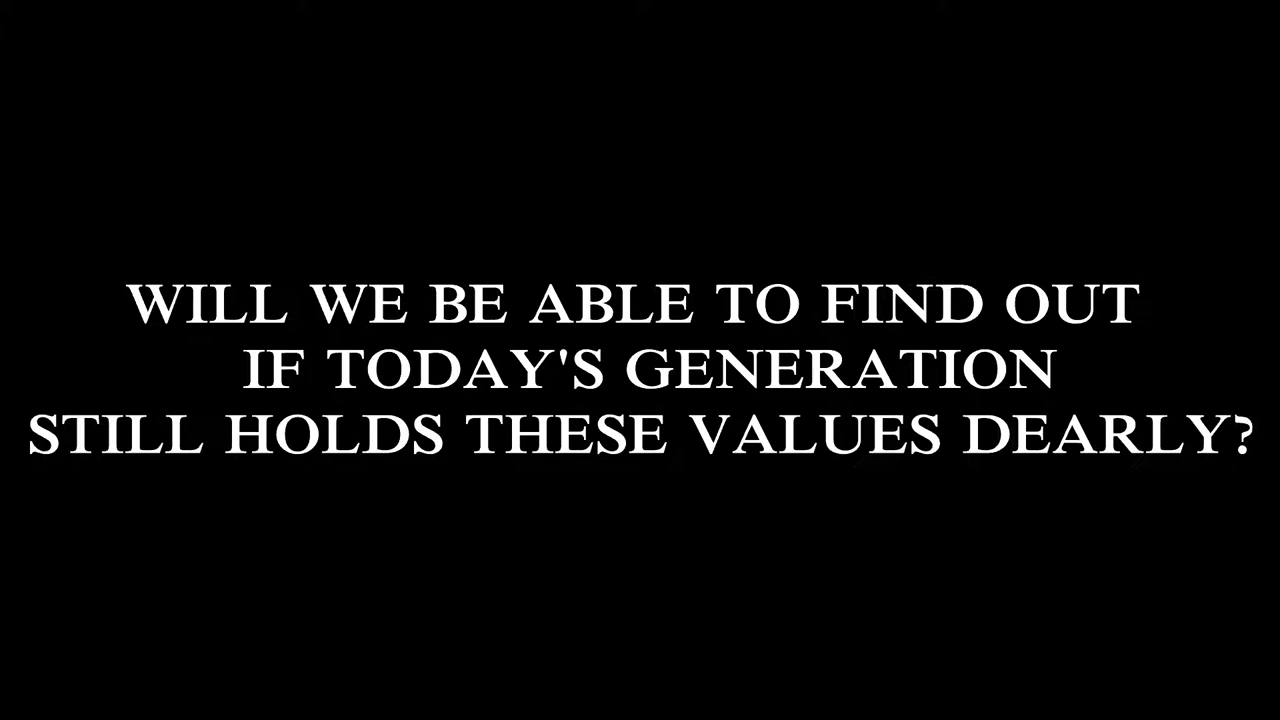 WILL WE BE ABLE TO FIND OUT
IF TODAY'S GENERATION
STILL HOLDS THESE VALUES DEARLY?